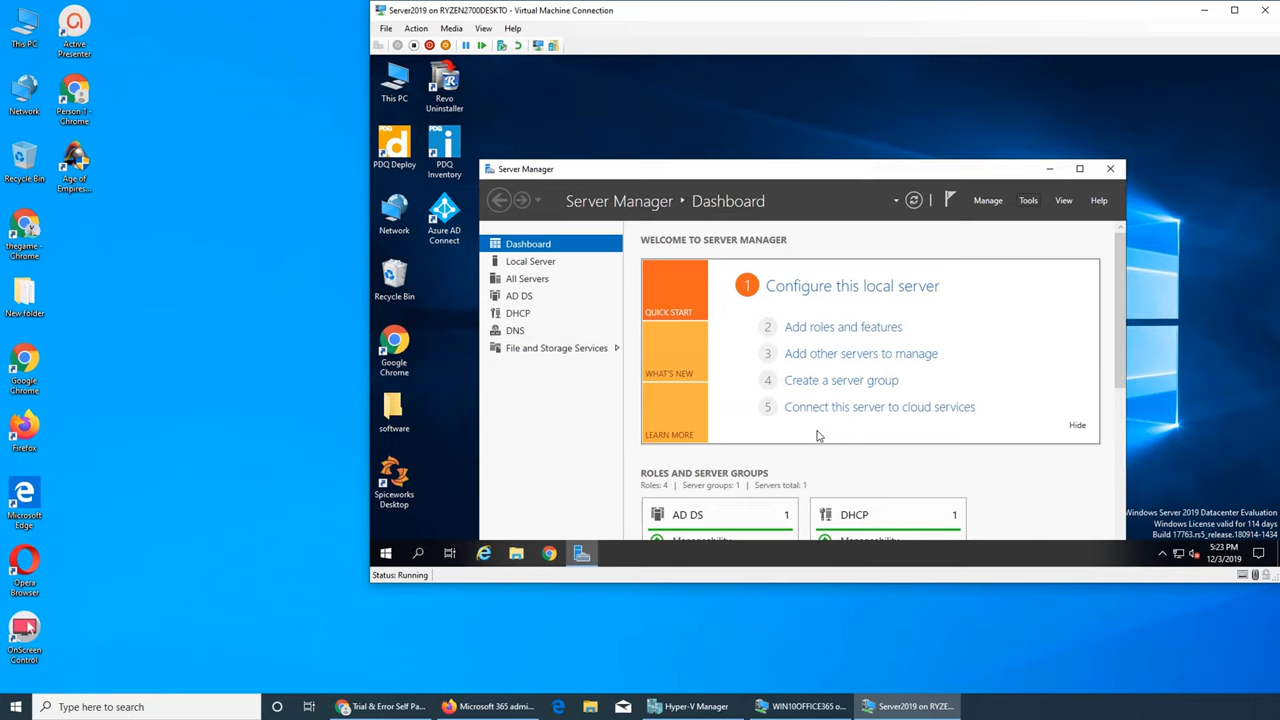 This PC
Active
Presenter
Network
Person 1 -
Chrome
Recycle Bin
Age of
Empires...
thegame -
Chrome
New folder
Google
Chrome
Firefox
Microsoft
Edge
Opera
Browser
OnScreen
Control
Server2019 on RYZEN2700DESKTO - Virtual Machine Connection
File Action Media View Help
This PC
Revo
Uninstaller
PDQ Deploy
PDQ
Inventory
Network
Azure AD
Connect
Recycle Bin
Google
Chrome
software
Spiceworks
Desktop
Server Manager
Server Manager ‣ Dashboard
Manage Tools View Help
Dashboard
Local Server
All Servers
AD DS
DHCP
DNS
File and Storage Services
WELCOME TO SERVER MANAGER
QUICK START
WHAT'S NEW
LEARN MORE
1 Configure this local server
2 Add roles and features
3 Add other servers to manage
4 Create a server group
5 Connect this server to cloud services
Hide
ROLES AND SERVER GROUPS
Roles: 4 | Server groups: 1 | Servers total: 1
AD DS 1
DHCP 1
Manageability
Manageability
Windows Server 2019 Datacenter Evaluation
Windows License valid for 114 days
Build 17763.rs5_release.180914-1434
5:23 PM
12/3/2019
Status: Running
Type here to search
Trial & Error Self Pa...
Microsoft 365 admi...
Hyper-V Manager
WIN10OFFICE365 o...
Server2019 on RYZE...